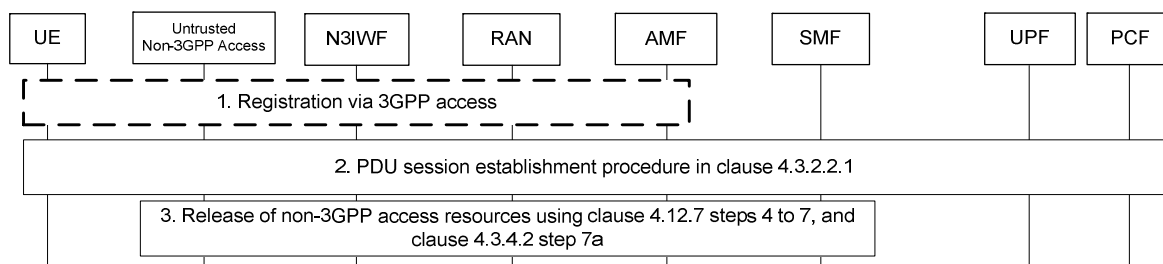 UE
Untrusted
Non-3GPP Access
N3IWF
RAN
AMF
SMF
UPF
PCF
1. Registration via 3GPP access
2. PDU session establishment procedure in clause 4.3.2.2.1
3. Release of non-3GPP access resources using clause 4.12.7 steps 4 to 7, and
clause 4.3.4.2 step 7a